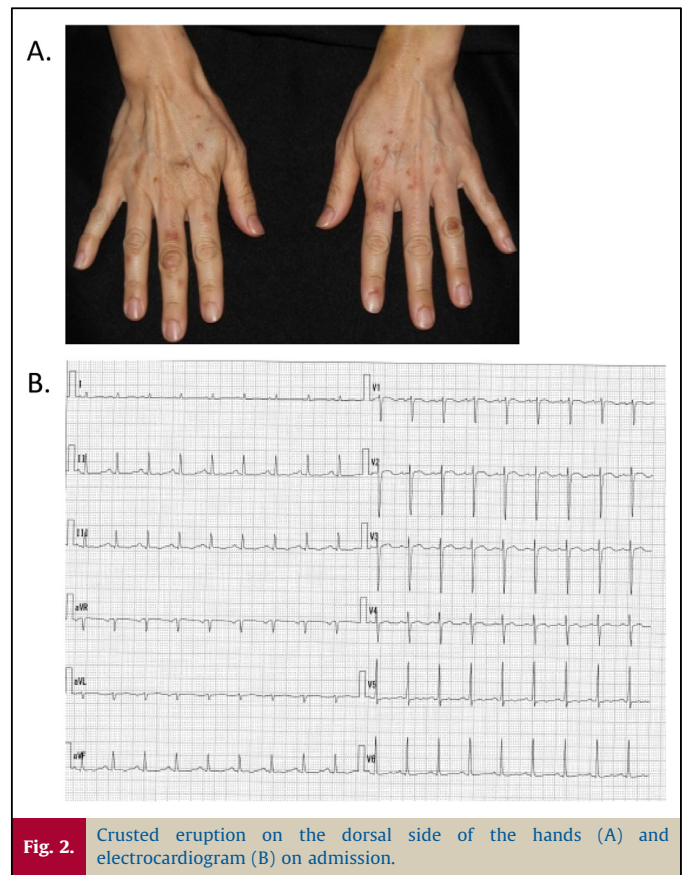 A.
B.
I
V1
II
V2
III
V3
aVR
V4
aVL
V5
aVF
V6
Fig. 2. Crusted eruption on the dorsal side of the hands (A) and
electrocardiogram (B) on admission.